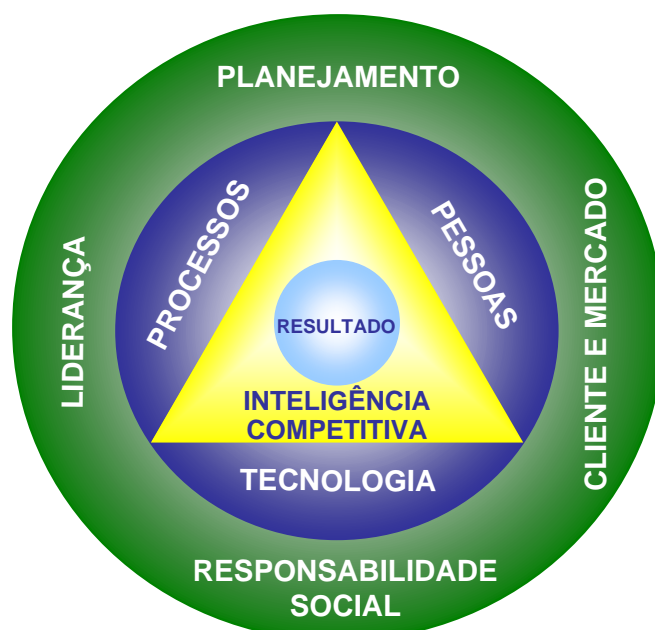 PLANEJAMENTO
PROCESSOS
PESSOAS
LIDERANÇA
CLIENTE E MERCADO
RESULTADO
INTELIGÊNCIA
COMPETITIVA
TECNOLOGIA
RESPONSABILIDADE
SOCIAL